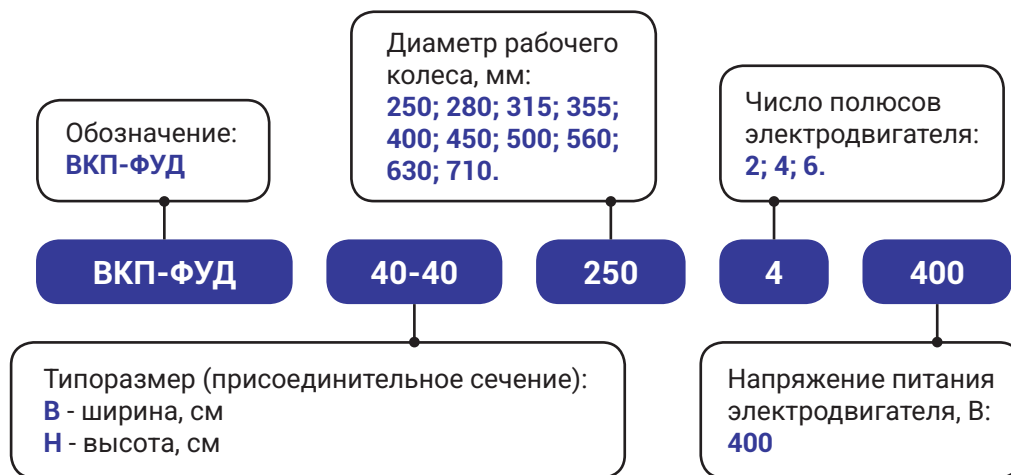 Диаметр рабочего
колеса, мм:
250; 280; 315; 355;
400; 450; 500; 560;
630; 710.
Обозначение:
ВКП-ФУД
Число полюсов
электродвигателя:
2; 4; 6.
ВКП-ФУД 40-40 250 4 400
Типоразмер (присоединительное сечение):
В - ширина, см
Н - высота, см
Напряжение питания
электродвигателя, В:
400